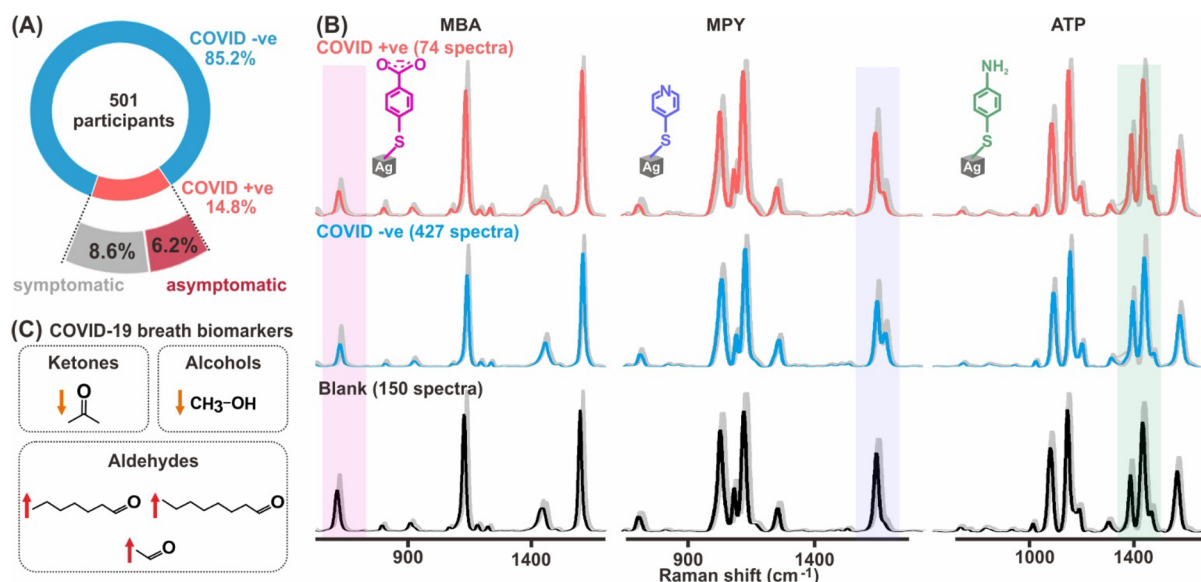 (A)
COVID -ve
85.2%
501
participants
COVID +ve
14.8%
8.6%
6.2%
symptomatic
asymptomatic
(B)
MBA
MPY
ATP
COVID +ve (74 spectra)
O
O
S
Ag
N
S
Ag
NH₂
S
Ag
COVID -ve (427 spectra)
Blank (150 spectra)
900
1400
900
1400
1000
1400
Raman shift (cm⁻¹)
(C) COVID-19 breath biomarkers
Ketones
O
Alcohols
CH₃-OH
Aldehydes
O
O
O